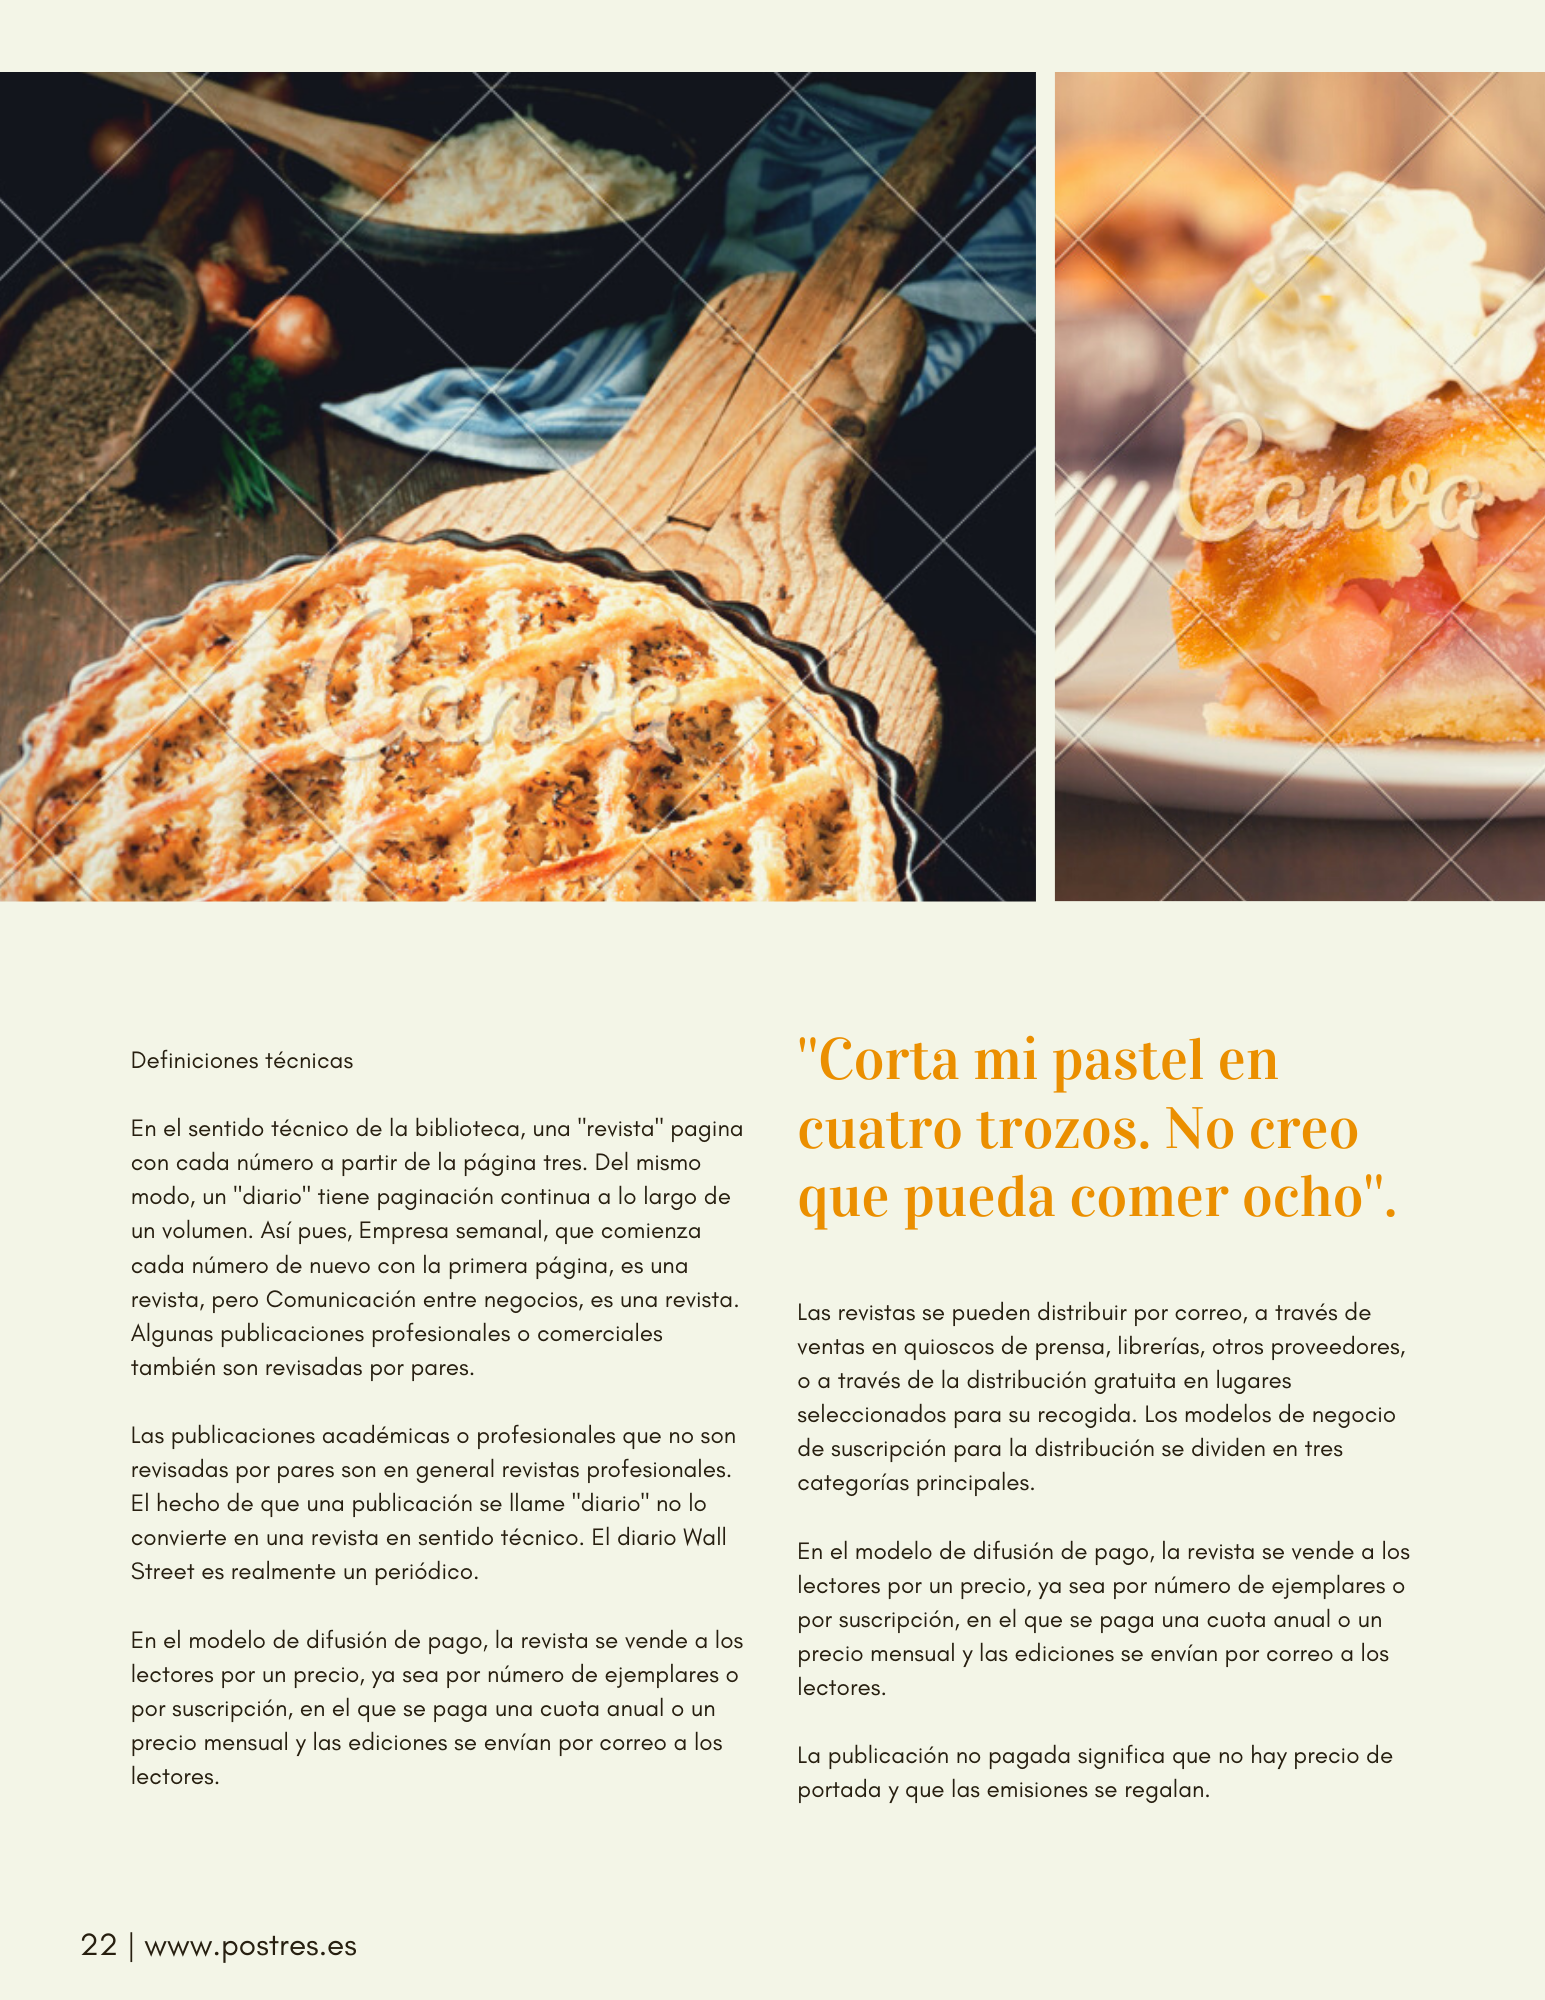 Canva
Canva
Definiciones técnicas
En el sentido técnico de la biblioteca, una "revista" pagina
con cada número a partir de la página tres. Del mismo
modo, un "diario" tiene paginación continua a lo largo de
un volumen. Así pues, Empresa semanal, que comienza
cada número de nuevo con la primera página, es una
revista, pero Comunicación entre negocios, es una revista.
Algunas publicaciones profesionales o comerciales
también son revisadas por pares.
Las publicaciones académicas o profesionales que no son
revisadas por pares son en general revistas profesionales.
El hecho de que una publicación se llame "diario" no lo
convierte en una revista en sentido técnico. El diario Wall
Street es realmente un periódico.
En el modelo de difusión de pago, la revista se vende a los
lectores por un precio, ya sea por número de ejemplares o
por suscripción, en el que se paga una cuota anual o un
precio mensual y las ediciones se envían por correo a los
lectores.
"Corta mi pastel en
cuatro trozos. No creo
que pueda comer ocho".
Las revistas se pueden distribuir por correo, a través de
ventas en quioscos de prensa, librerías, otros proveedores,
o a través de la distribución gratuita en lugares
seleccionados para su recogida. Los modelos de negocio
de suscripción para la distribución se dividen en tres
categorías principales.
En el modelo de difusión de pago, la revista se vende a los
lectores por un precio, ya sea por número de ejemplares o
por suscripción, en el que se paga una cuota anual o un
precio mensual y las ediciones se envían por correo a los
lectores.
La publicación no pagada significa que no hay precio de
portada y que las emisiones se regalan.
22 | www.postres.es